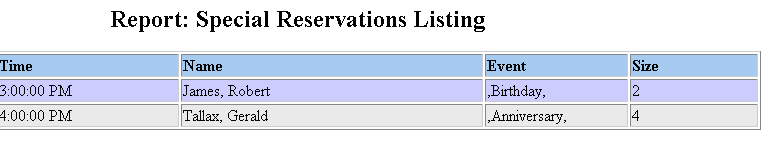 Report: Special Reservations Listing
Time Name Event Size
3:00:00 PM James, Robert ,Birthday, 2
4:00:00 PM Tallax, Gerald ,Anniversary, 4